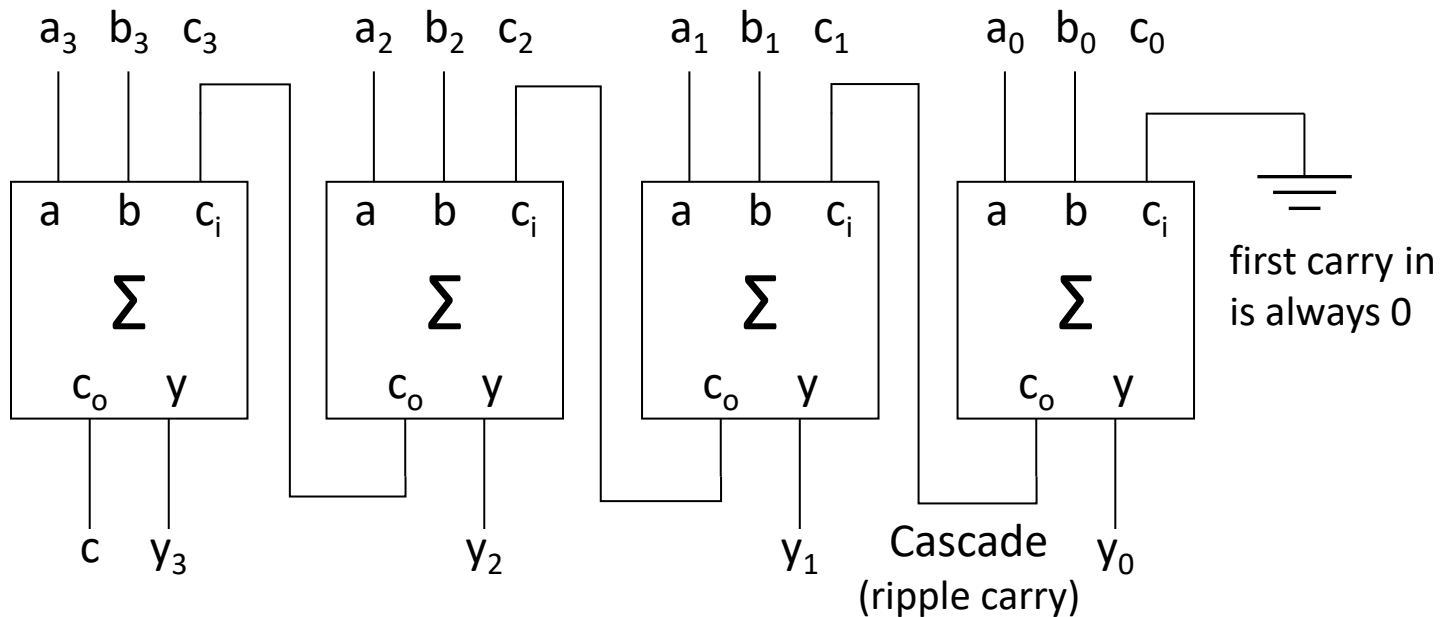 a₃ b₃ c₃ a₂ b₂ c₂ a₁ b₁ c₁ a₀ b₀ c₀
a b cᵢ a b cᵢ a b cᵢ a b cᵢ
first carry in
is always 0
Σ Σ Σ Σ
cₒ y cₒ y cₒ y cₒ y
c y₃ y₂ y₁ Cascade y₀
(ripple carry)